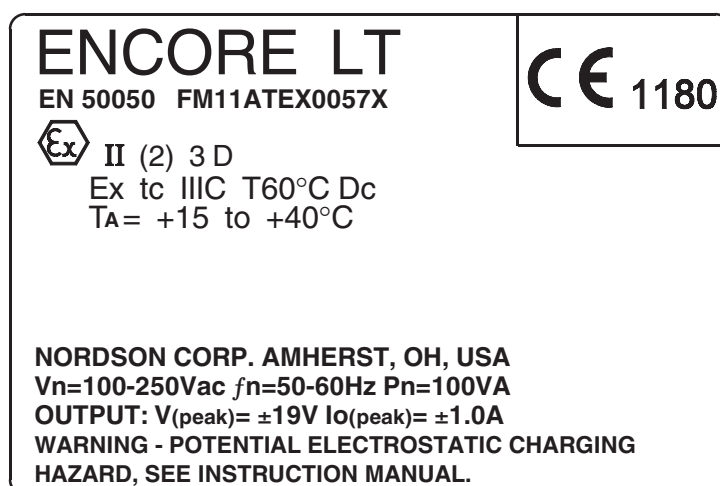 ENCORE LT
EN 50050 FM11ATEX0057X
CE 1180
Ex II (2) 3 D
Ex tc IIIC T60°C Dc
TA= +15 to +40°C
NORDSON CORP. AMHERST, OH, USA
Vn=100-250Vac ƒn=50-60Hz Pn=100VA
OUTPUT: V(peak)= ±19V Io(peak)= ±1.0A
WARNING - POTENTIAL ELECTROSTATIC CHARGING
HAZARD, SEE INSTRUCTION MANUAL.